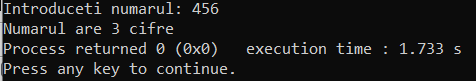 Introduceti numarul: 456
Numarul are 3 cifre
Process returned 0 (0x0)   execution time : 1.733 s
Press any key to continue.